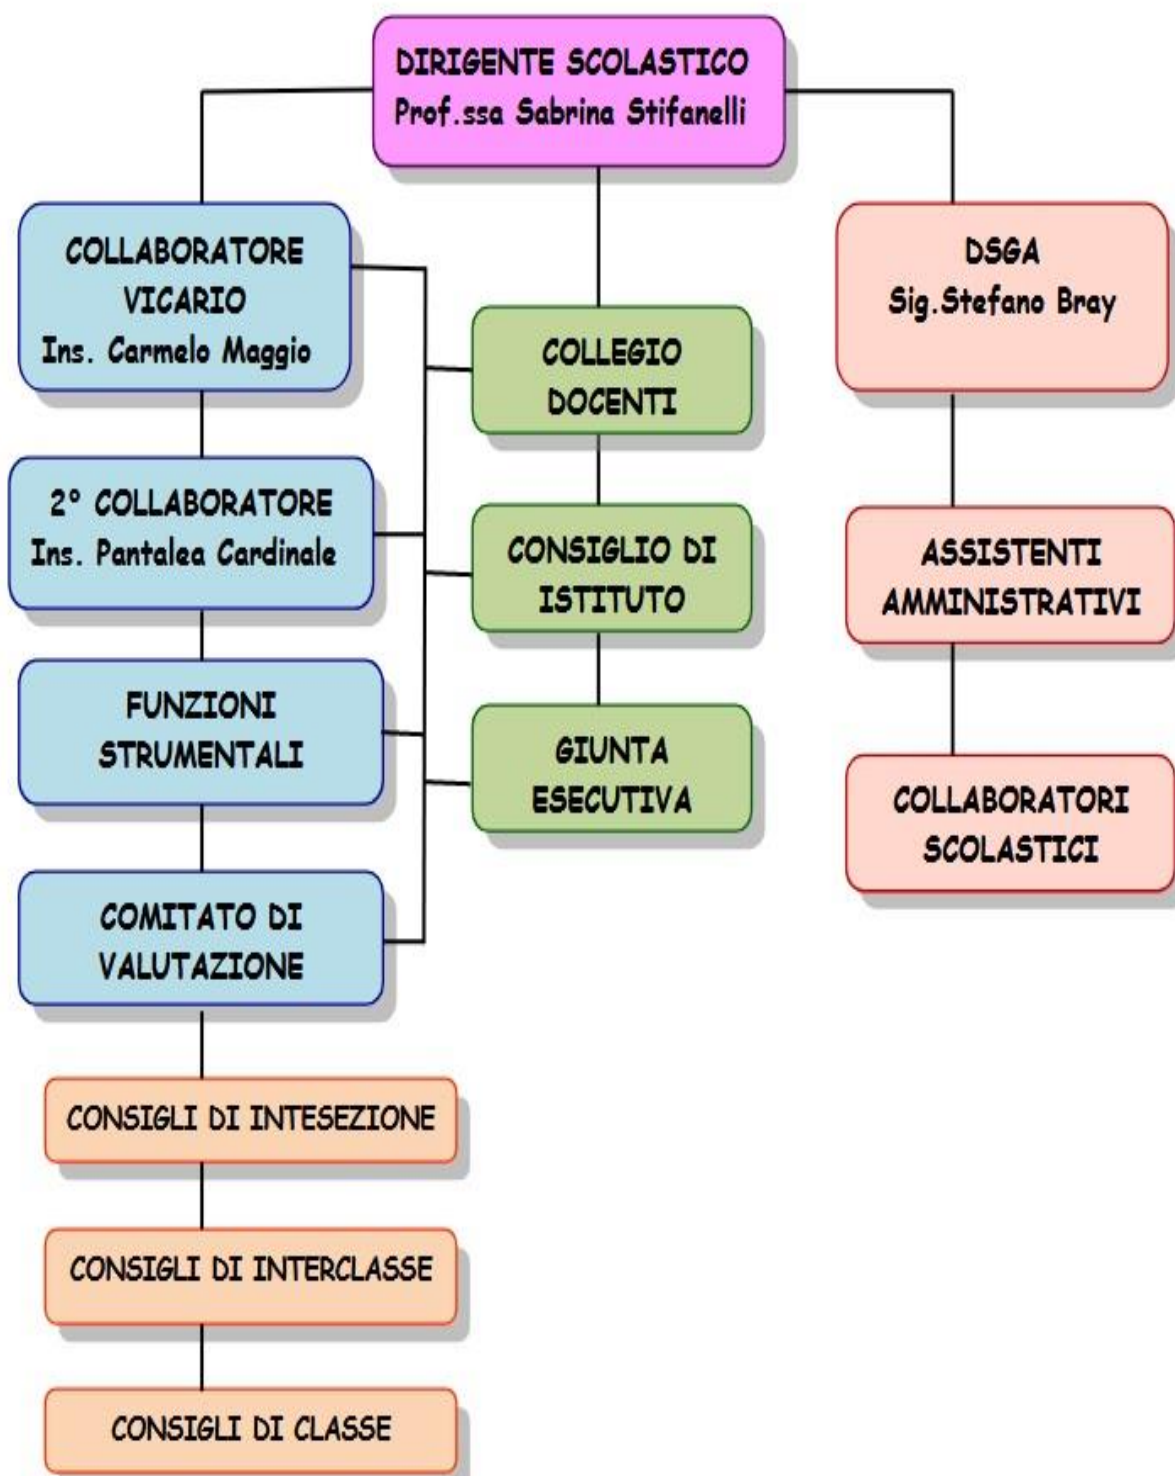 DIRIGENTE SCOLASTICO
Prof.ssa Sabrina Stifanelli
COLLABORATORE
VICARIO
Ins. Carmelo Maggio
2° COLLABORATORE
Ins. Pantalea Cardinale
FUNZIONI
STRUMENTALI
COMITATO DI
VALUTAZIONE
CONSIGLI DI INTESEZIONE
CONSIGLI DI INTERCLASSE
CONSIGLI DI CLASSE
COLLEGIO
DOCENTI
CONSIGLIO DI
ISTITUTO
GIUNTA
ESECUTIVA
DSGA
Sig.Stefano Bray
ASSISTENTI
AMMINISTRATIVI
COLLABORATORI
SCOLASTICI